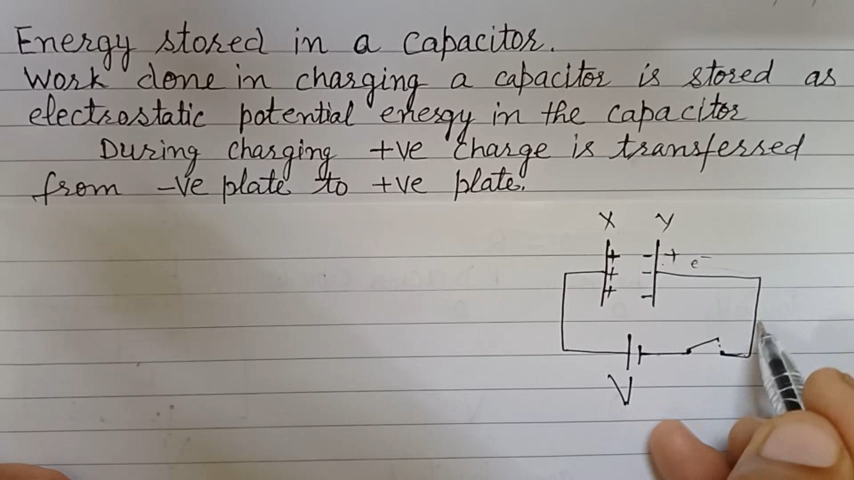 Energy stored in a capacitor.
Work done in charging a capacitor is stored as
electrostatic potential energy in the capacitor
During charging +ve charge is transferred
from -ve plate to +ve plate.
X Y
+ - + e⁻
+ -
+ -
V